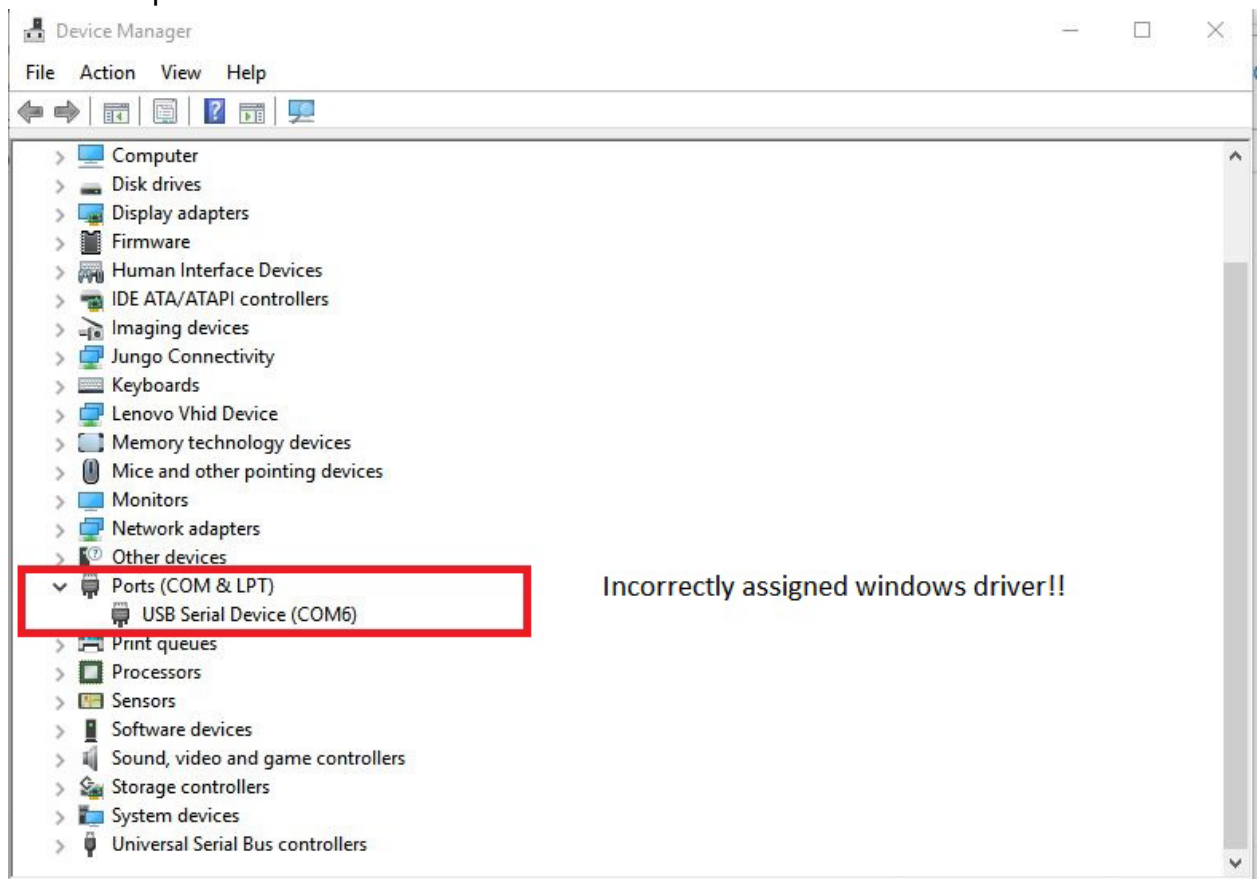 Device Manager
File Action View Help
Computer
Disk drives
Display adapters
Firmware
Human Interface Devices
IDE ATA/ATAPI controllers
Imaging devices
Jungo Connectivity
Keyboards
Lenovo Vhid Device
Memory technology devices
Mice and other pointing devices
Monitors
Network adapters
Other devices
Ports (COM & LPT)
Incorrectly assigned windows driver!!
USB Serial Device (COM6)
Print queues
Processors
Sensors
Software devices
Sound, video and game controllers
Storage controllers
System devices
Universal Serial Bus controllers